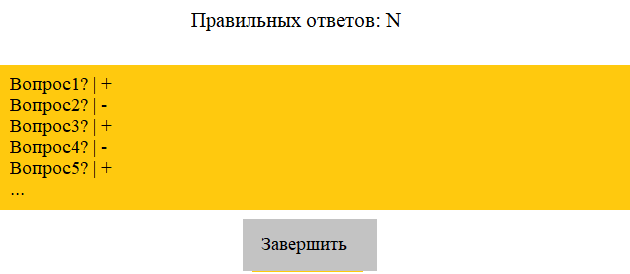 Правильных ответов: N
Вопрос1? | +
Вопрос2? | -
Вопрос3? | +
Вопрос4? | -
Вопрос5? | +
...
Завершить